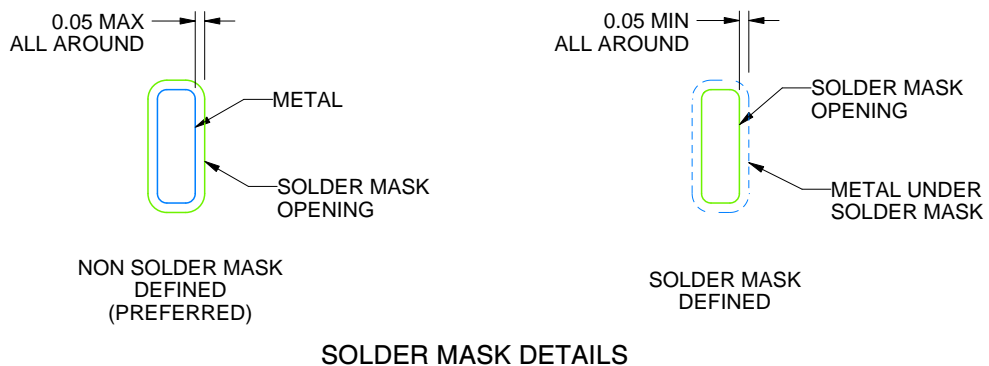 0.05 MAX
ALL AROUND
METAL
SOLDER MASK
OPENING
NON SOLDER MASK
DEFINED
(PREFERRED)
0.05 MIN
ALL AROUND
SOLDER MASK
OPENING
METAL UNDER
SOLDER MASK
SOLDER MASK
DEFINED
SOLDER MASK DETAILS